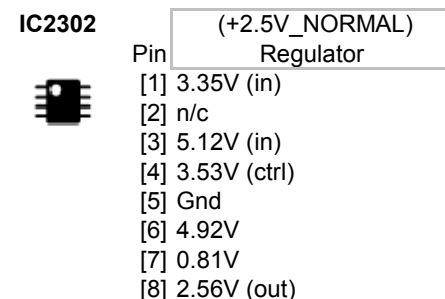 IC2302 (+2.5V_NORMAL)
Pin Regulator
[1] 3.35V (in)
[2] n/c
[3] 5.12V (in)
[4] 3.53V (ctrl)
[5] Gnd
[6] 4.92V
[7] 0.81V
[8] 2.56V (out)